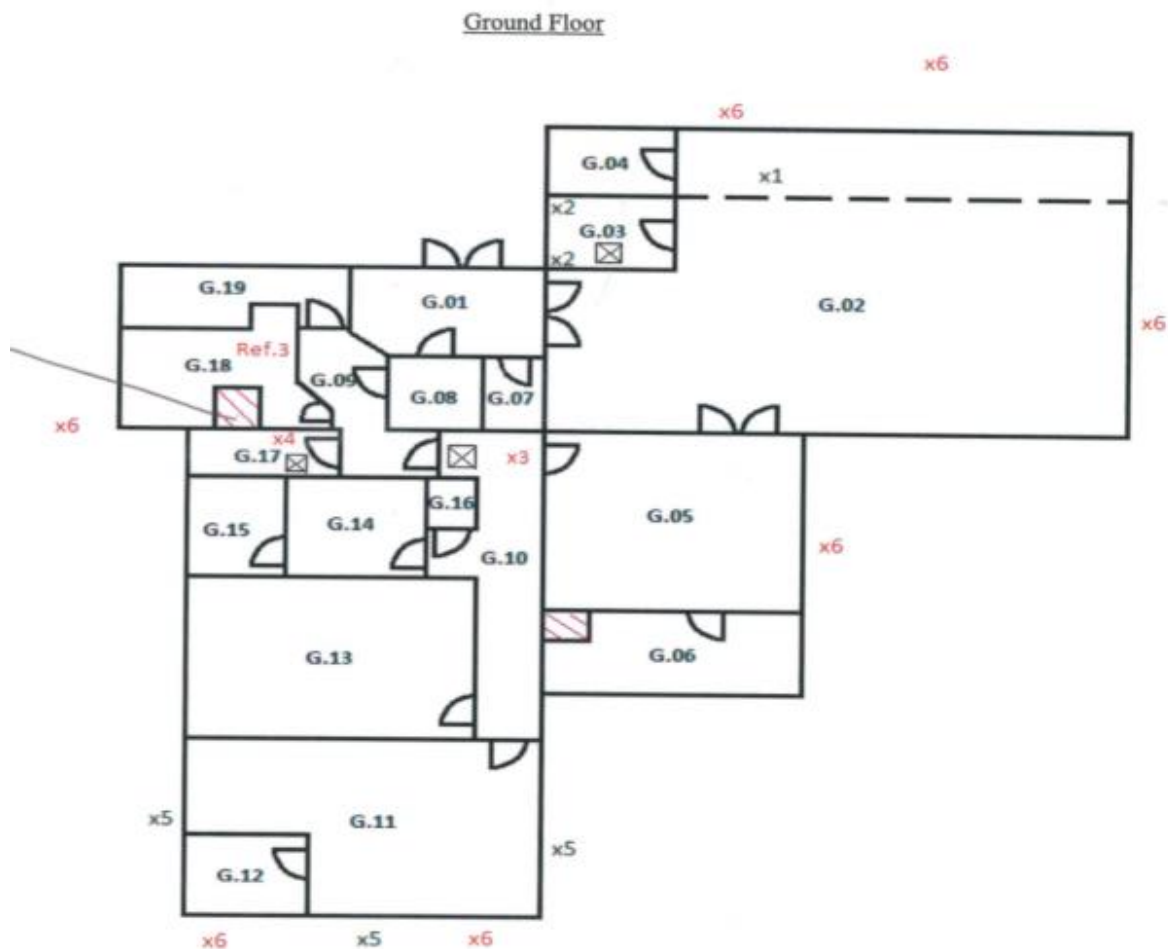 Ground Floor
x6
x6
G.04
x1
x2
G.03
x2
G.19
G.01
G.02
x6
Ref.3
G.18
G.09
G.08
G.07
x6
x4
G.17
x3
G.16
G.15
G.14
G.05
G.10
x6
G.13
G.06
x5
G.11
x5
G.12
x6
x5
x6